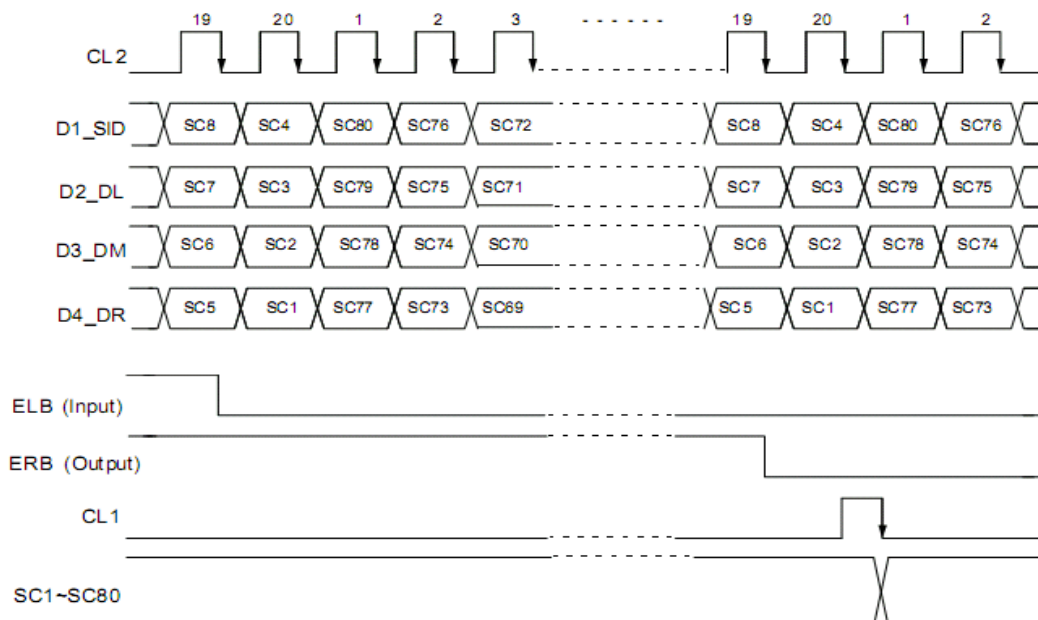 19 20 1 2 3 19 20 1 2
CL2
D1_SID SC8 SC4 SC80 SC76 SC72 SC8 SC4 SC80 SC76
D2_DL SC7 SC3 SC79 SC75 SC71 SC7 SC3 SC79 SC75
D3_DM SC6 SC2 SC78 SC74 SC70 SC6 SC2 SC78 SC74
D4_DR SC5 SC1 SC77 SC73 SC69 SC5 SC1 SC77 SC73
ELB (Input)
ERB (Output)
CL1
SC1~SC80